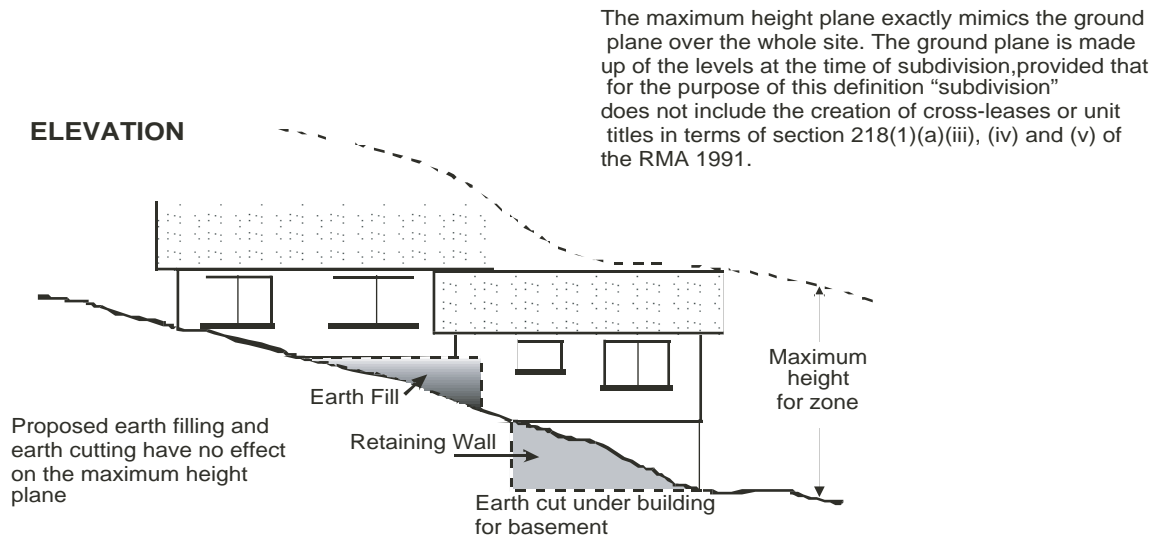 The maximum height plane exactly mimics the ground
plane over the whole site. The ground plane is made
up of the levels at the time of subdivision,provided that
for the purpose of this definition “subdivision”
does not include the creation of cross-leases or unit
titles in terms of section 218(1)(a)(iii), (iv) and (v) of
the RMA 1991.
ELEVATION
Maximum
height
for zone
Earth Fill
Proposed earth filling and
earth cutting have no effect
on the maximum height
plane
Retaining Wall
Earth cut under building
for basement